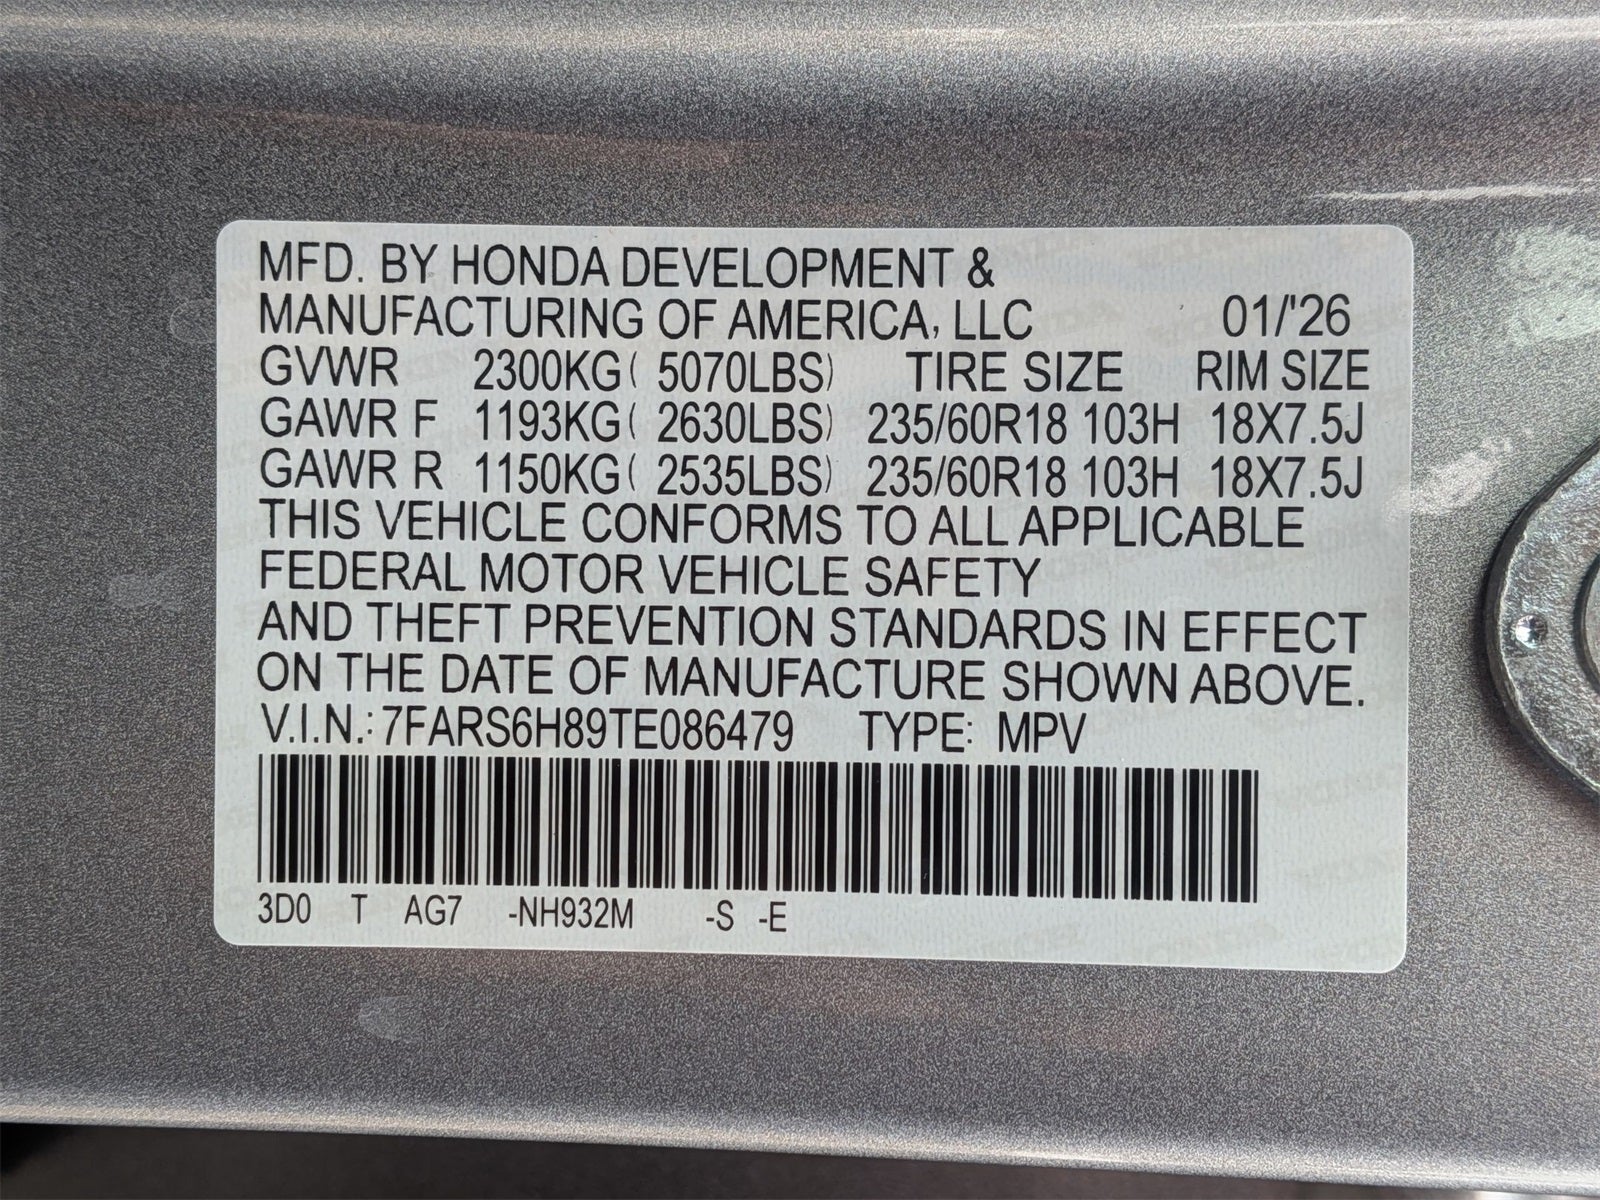 MFD. BY HONDA DEVELOPMENT &
MANUFACTURING OF AMERICA, LLC 01/'26
GVWR 2300KG( 5070LBS) TIRE SIZE RIM SIZE
GAWR F 1193KG( 2630LBS) 235/60R18 103H 18X7.5J
GAWR R 1150KG( 2535LBS) 235/60R18 103H 18X7.5J
THIS VEHICLE CONFORMS TO ALL APPLICABLE
FEDERAL MOTOR VEHICLE SAFETY
AND THEFT PREVENTION STANDARDS IN EFFECT
ON THE DATE OF MANUFACTURE SHOWN ABOVE.
V.I.N.: 7FARS6H89TE086479 TYPE: MPV
3D0 T AG7 -NH932M -S -E